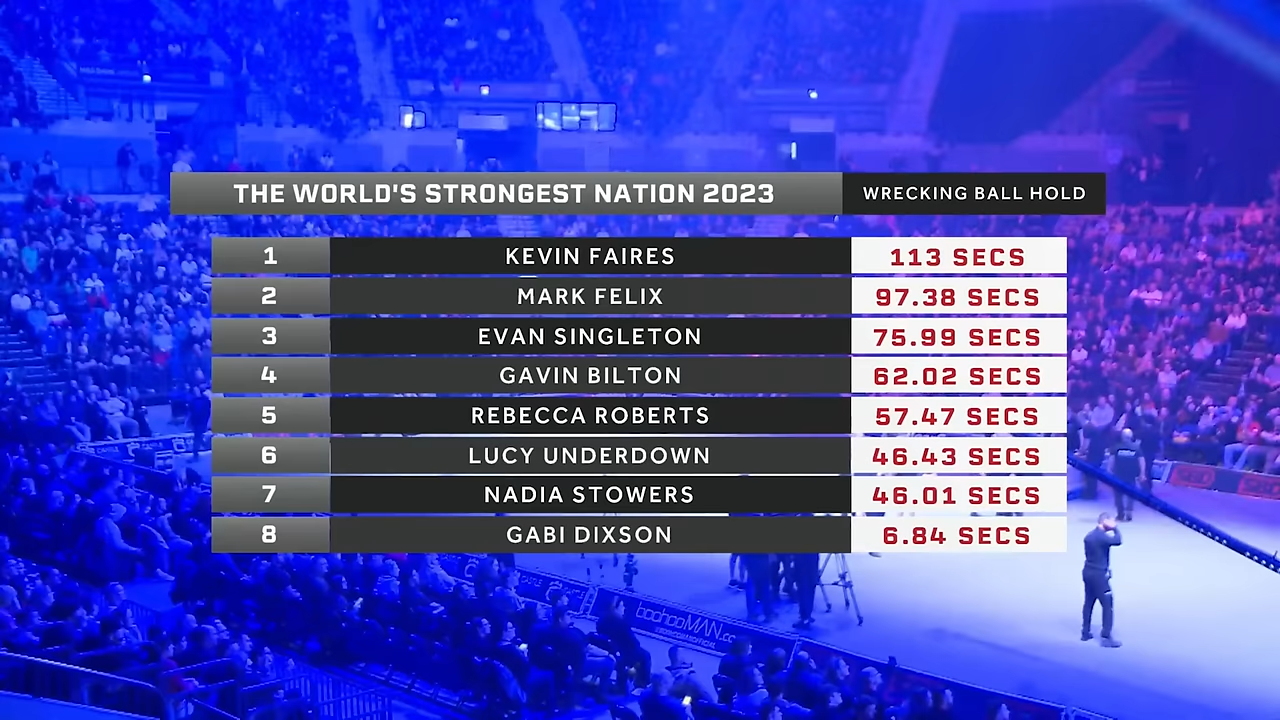 THE WORLD'S STRONGEST NATION 2023 WRECKING BALL HOLD
1 KEVIN FAIRES 113 SECS
2 MARK FELIX 97.38 SECS
3 EVAN SINGLETON 75.99 SECS
4 GAVIN BILTON 62.02 SECS
5 REBECCA ROBERTS 57.47 SECS
6 LUCY UNDERDOWN 46.43 SECS
7 NADIA STOWERS 46.01 SECS
8 GABI DIXSON 6.84 SECS
CASTLE
boohooMAN.co